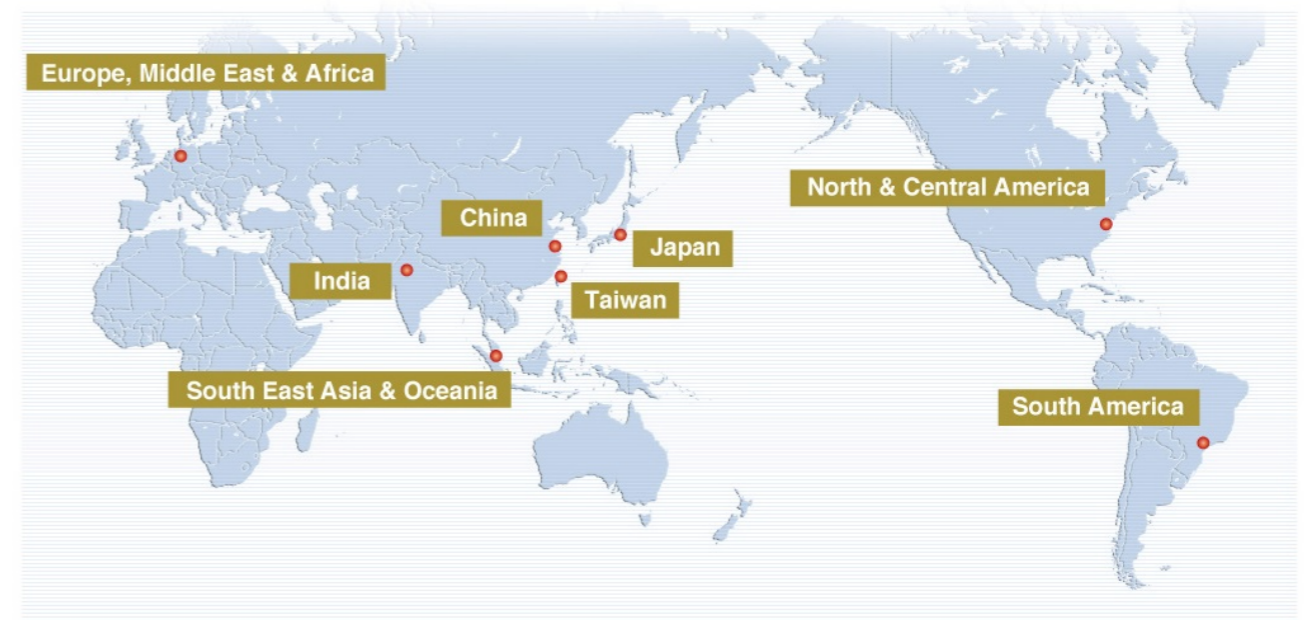 Europe, Middle East & Africa
North & Central America
China
Japan
India
Taiwan
South East Asia & Oceania
South America